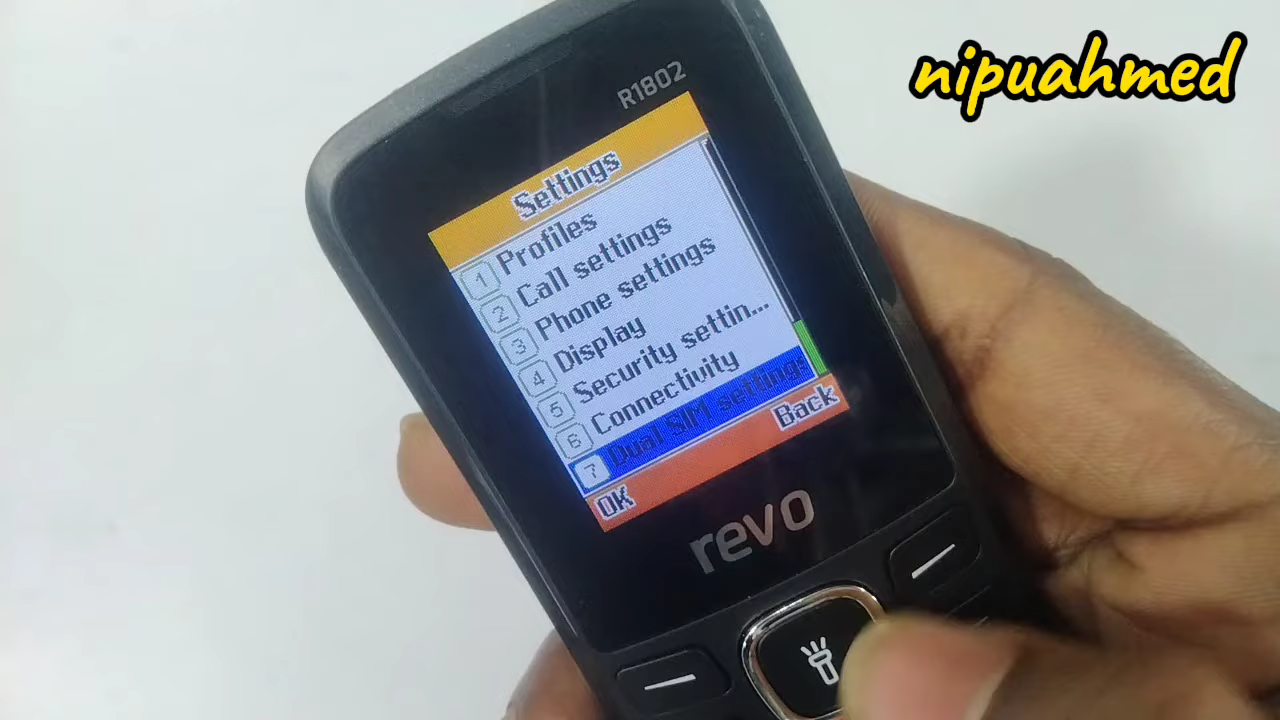 nipuahmed
R1802
Settings
1 Profiles
2 Call settings
3 Phone settings
4 Display
5 Security settin...
6 Connectivity
7 Dual SIM settings
OK Back
revo